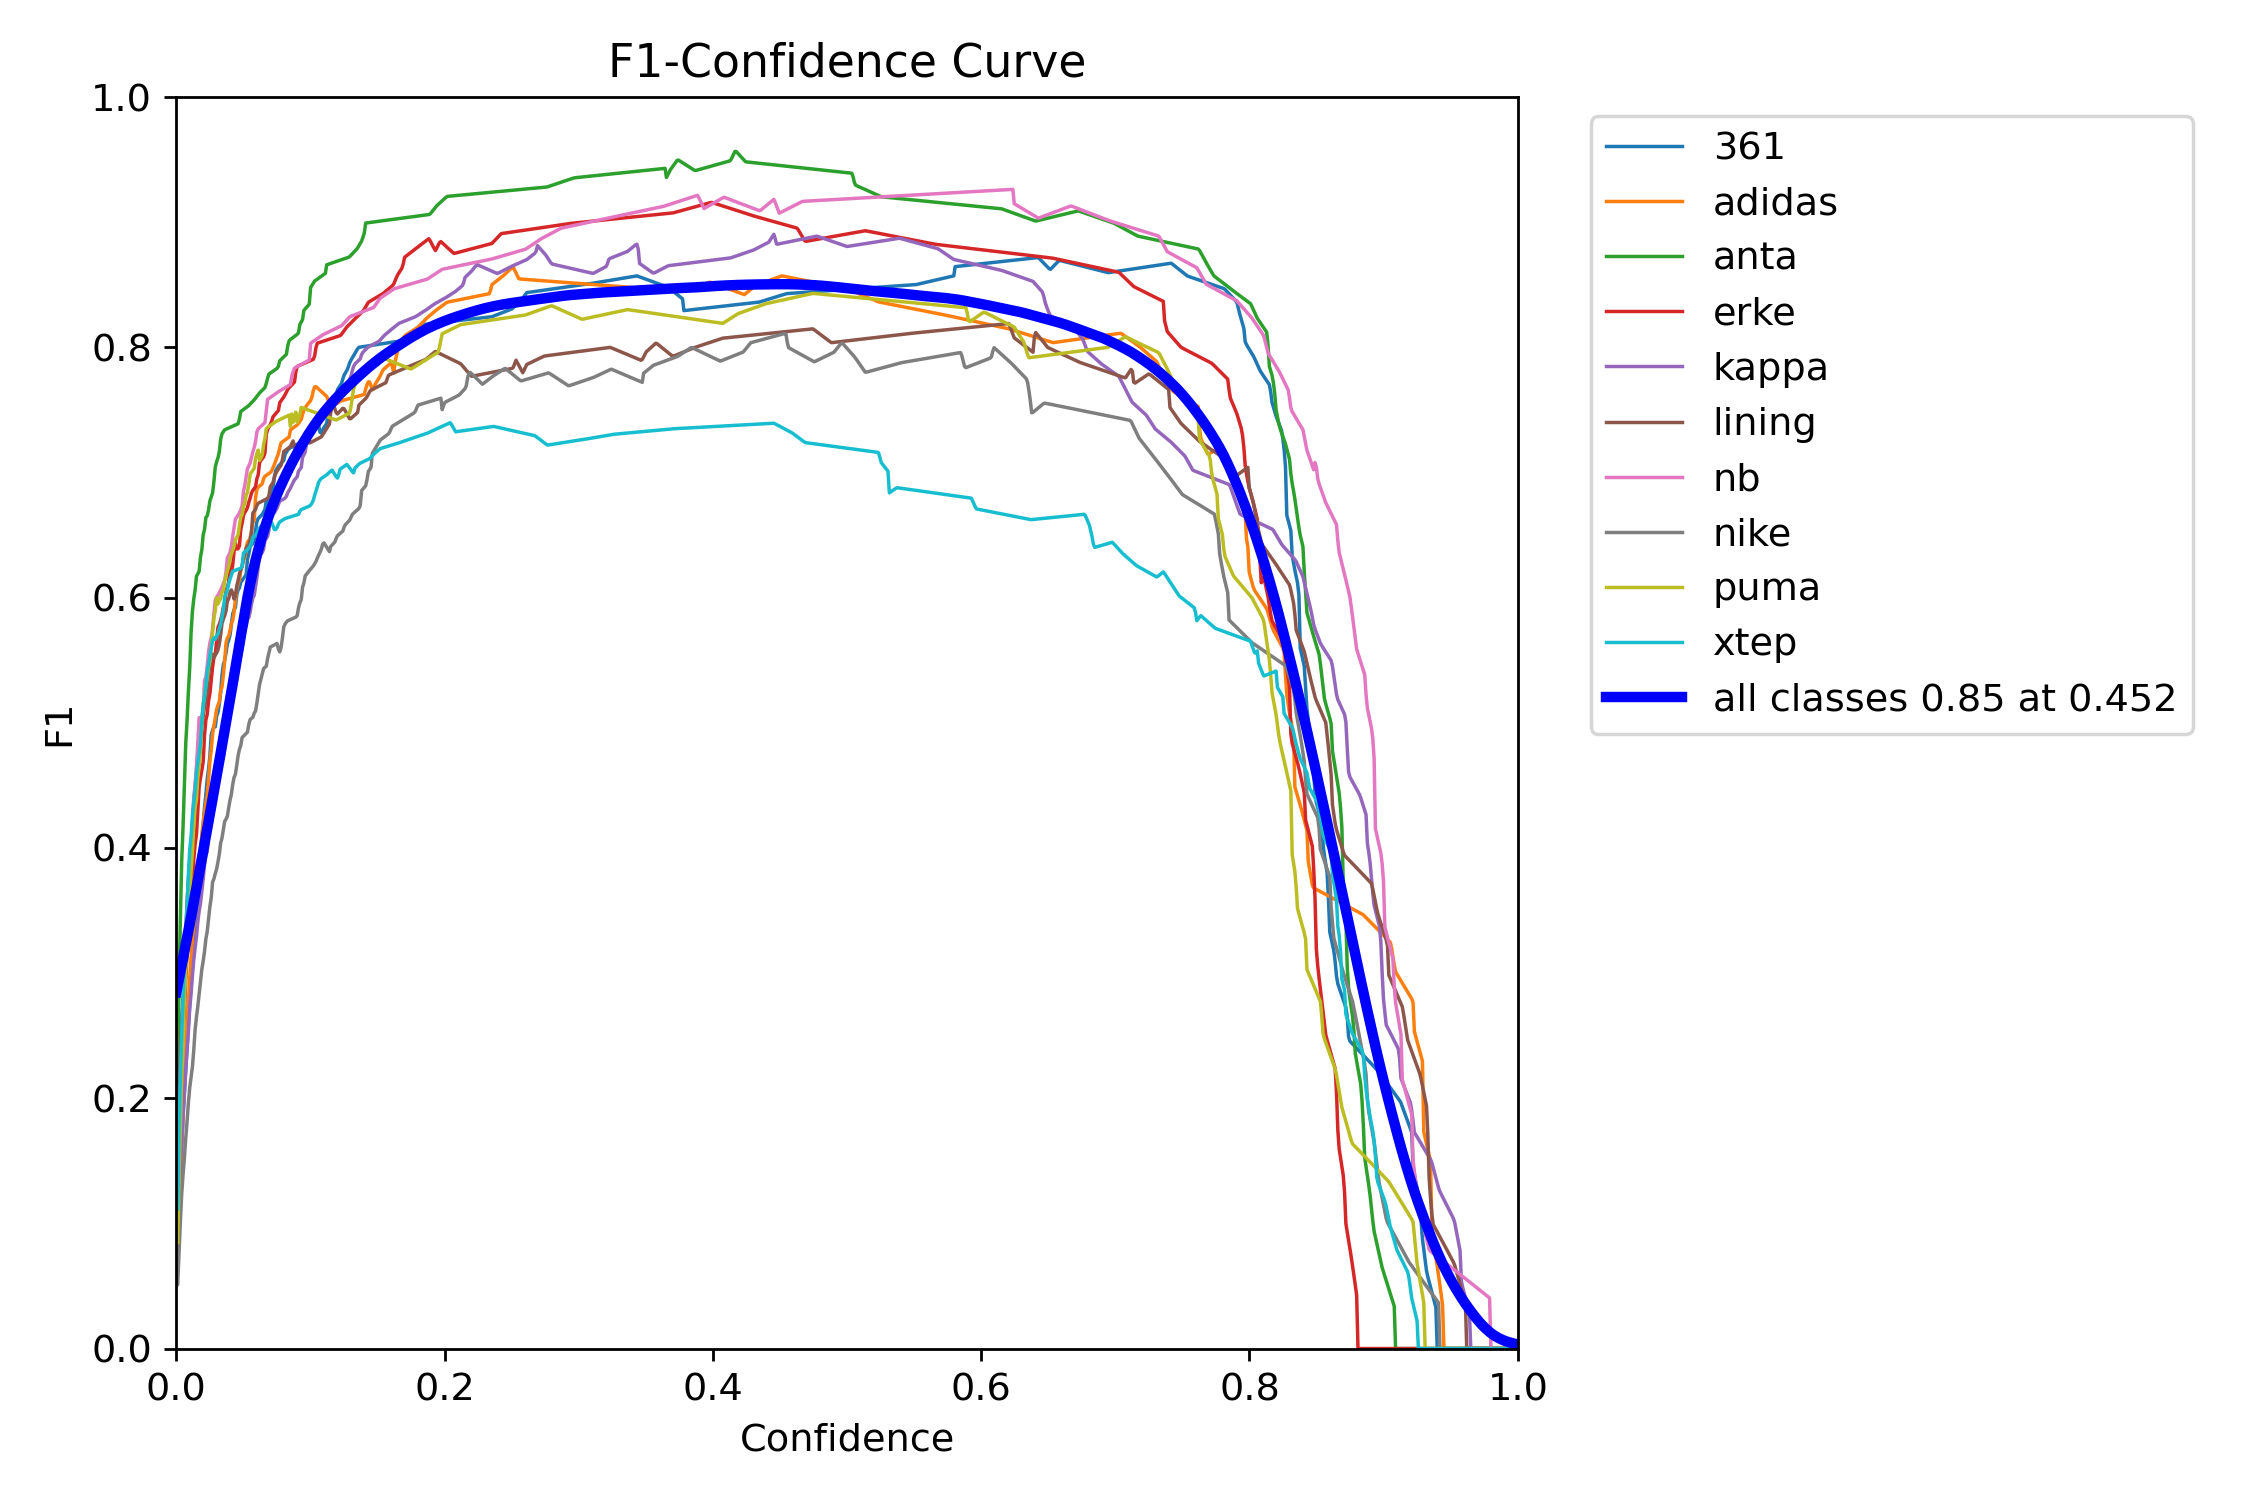 F1-Confidence Curve
1.0
0.8
0.6
0.4
0.2
0.0
F1
0.0 0.2 0.4 0.6 0.8 1.0
Confidence
361
adidas
anta
erke
kappa
lining
nb
nike
puma
xtep
all classes 0.85 at 0.452